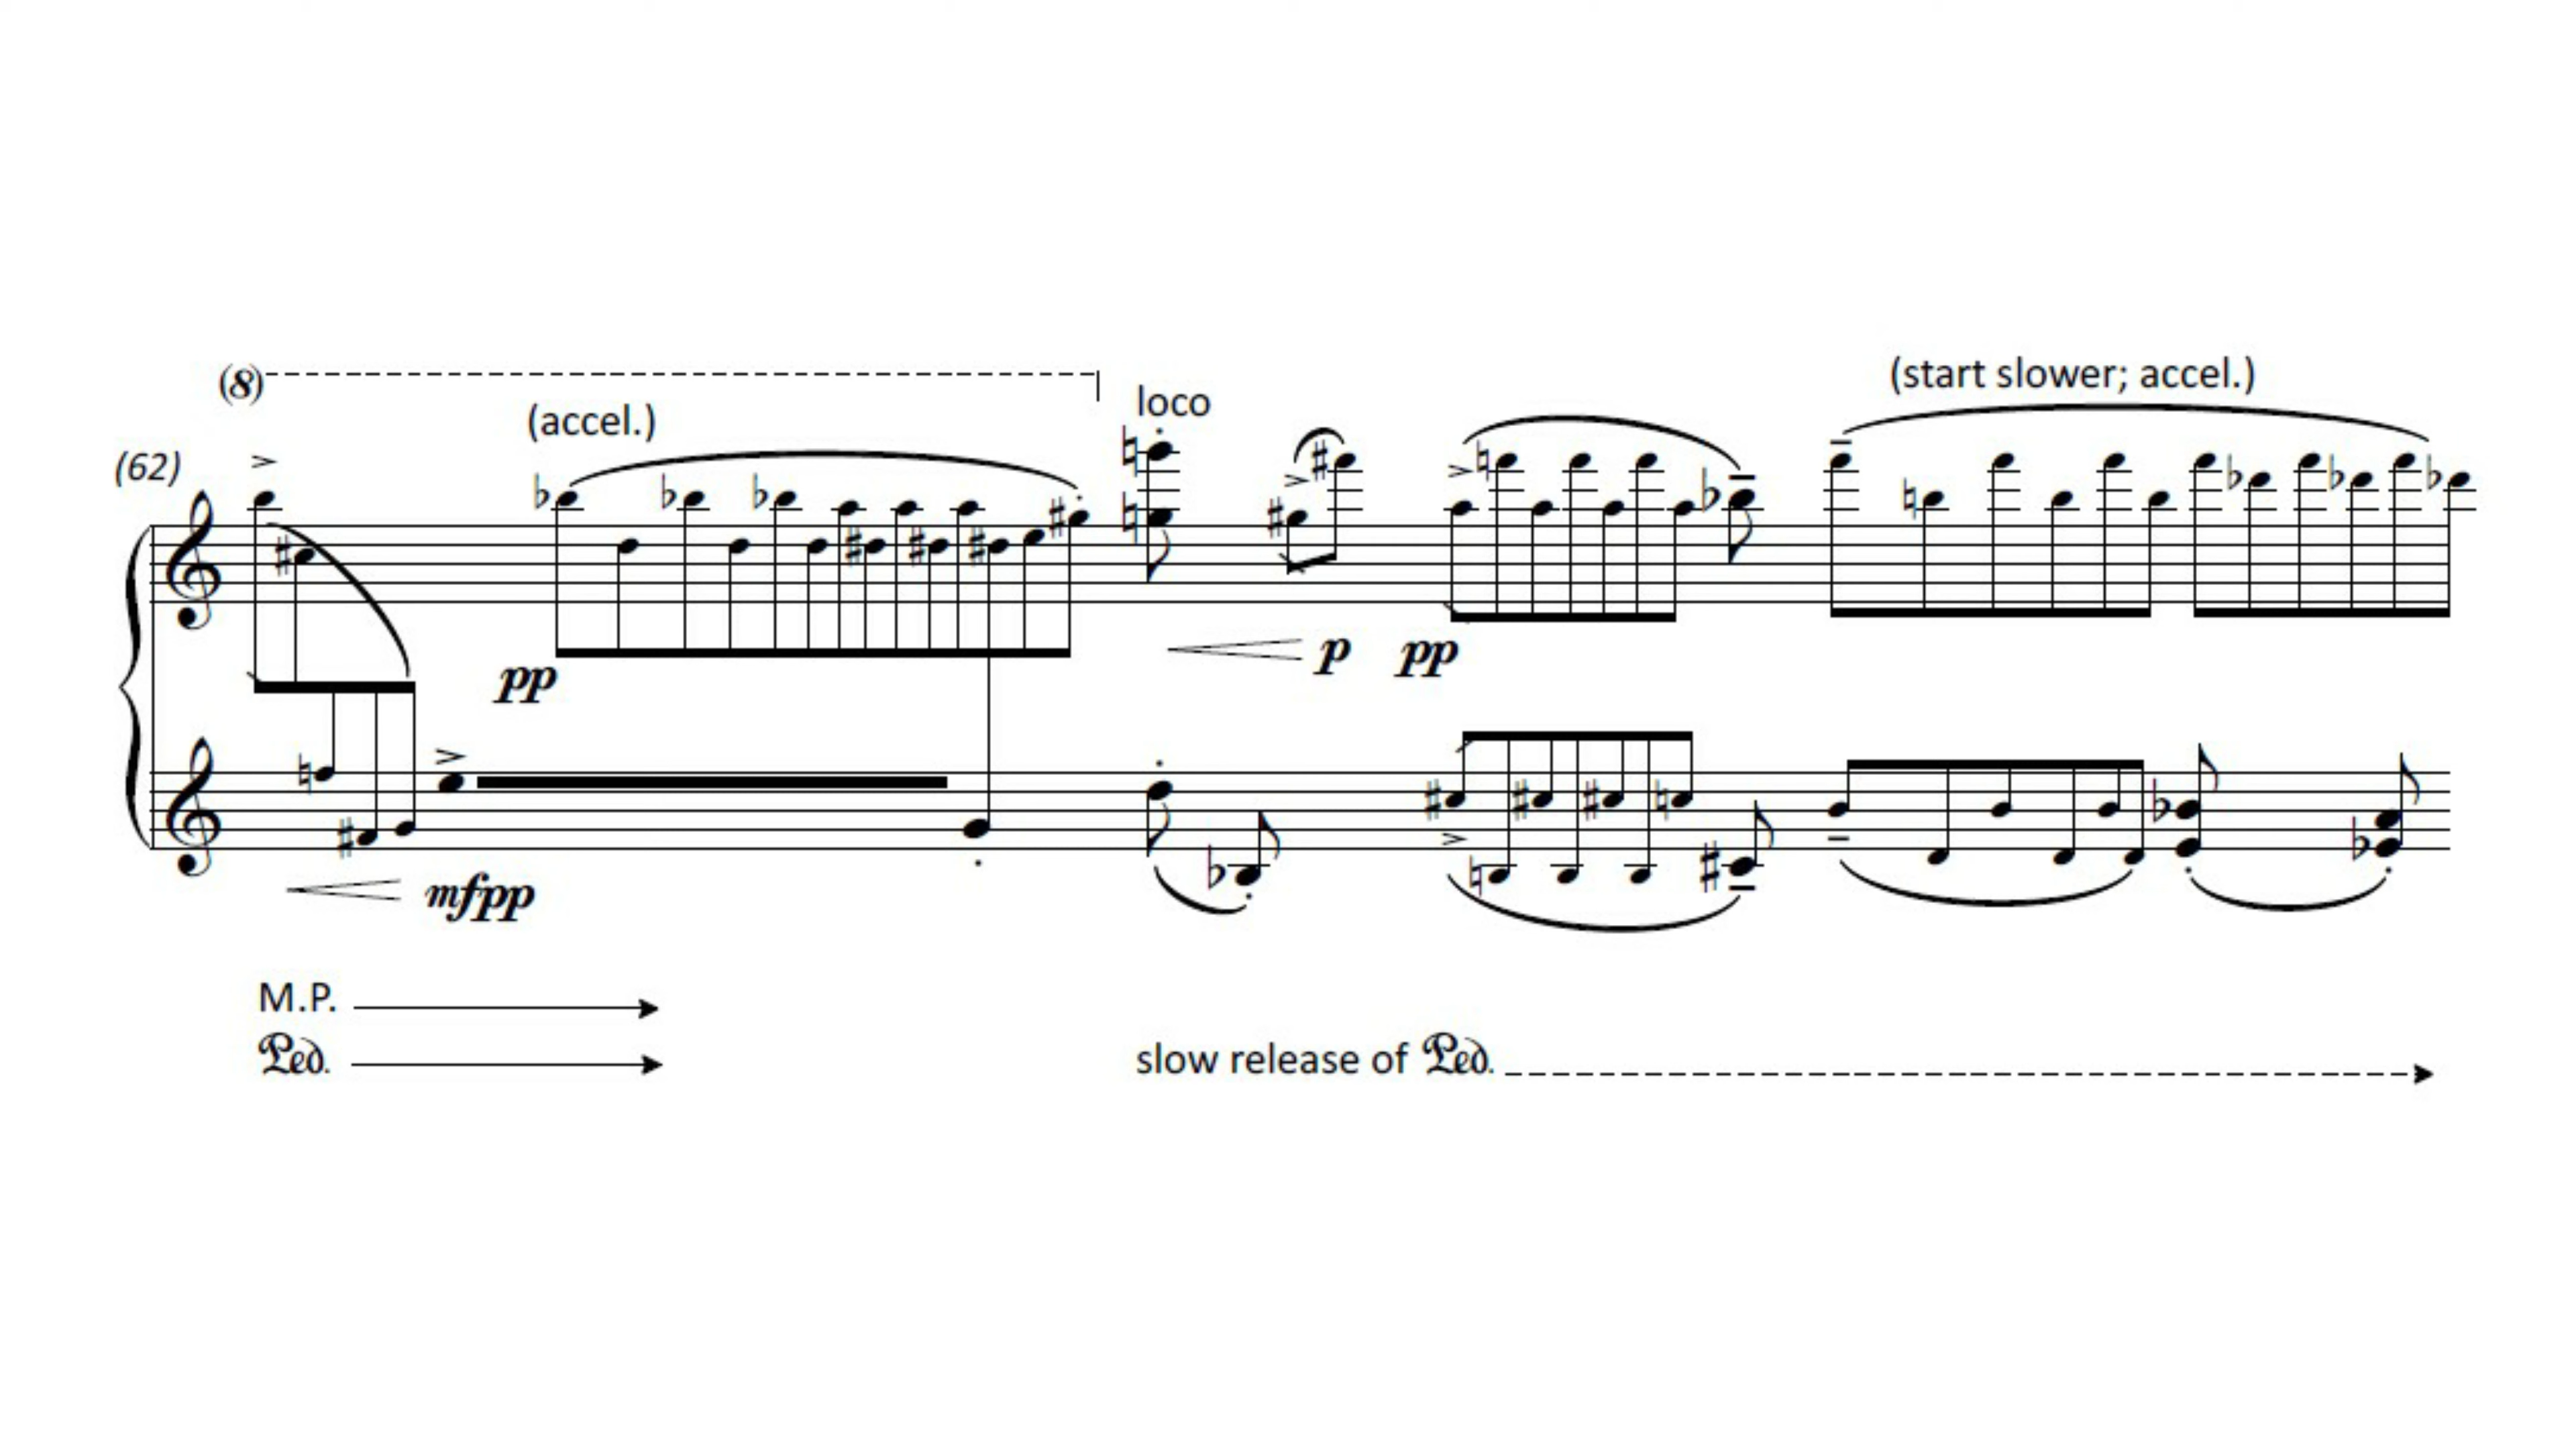 (8)
loco
(start slower; accel.)
(accel.)
(62)
pp
p
pp
mfpp
M.P.
Ped.
slow release of Ped.